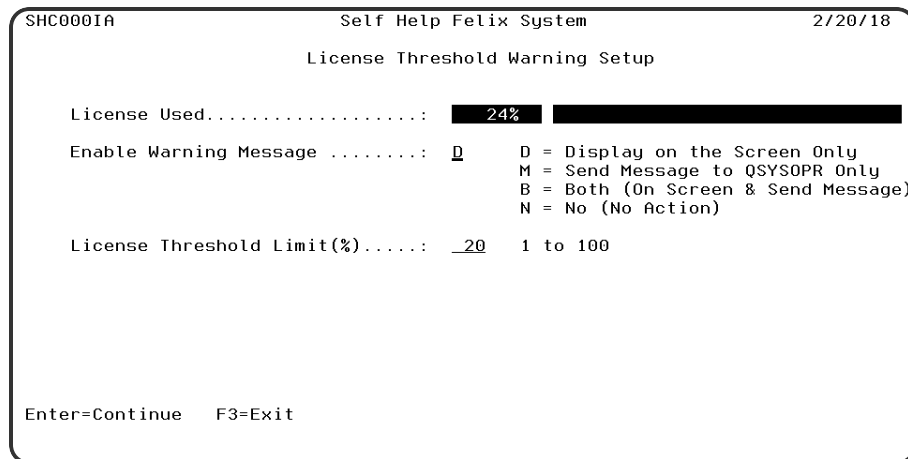 SHC000IA Self Help Felix System 2/20/18
License Threshold Warning Setup
License Used...................: 24%
Enable Warning Message ........: D D = Display on the Screen Only
M = Send Message to QSYSOPR Only
B = Both (On Screen & Send Message)
N = No (No Action)
License Threshold Limit(%).....: 20 1 to 100
Enter=Continue F3=Exit